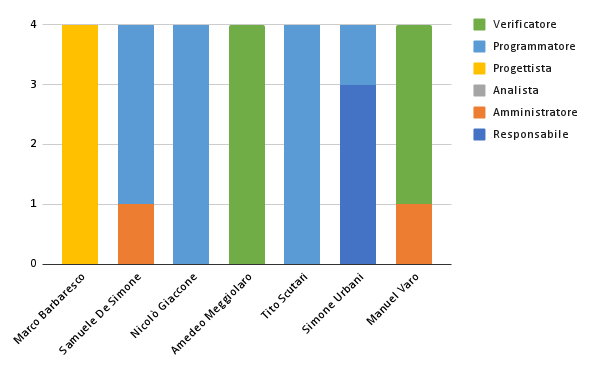 4
3
2
1
0
Marco Barbaresco
Samuele De Simone
Nicolò Giaccone
Amedeo Meggiolaro
Tito Scutari
Simone Urbani
Manuel Varo
Verificatore
Programmatore
Progettista
Analista
Amministratore
Responsabile